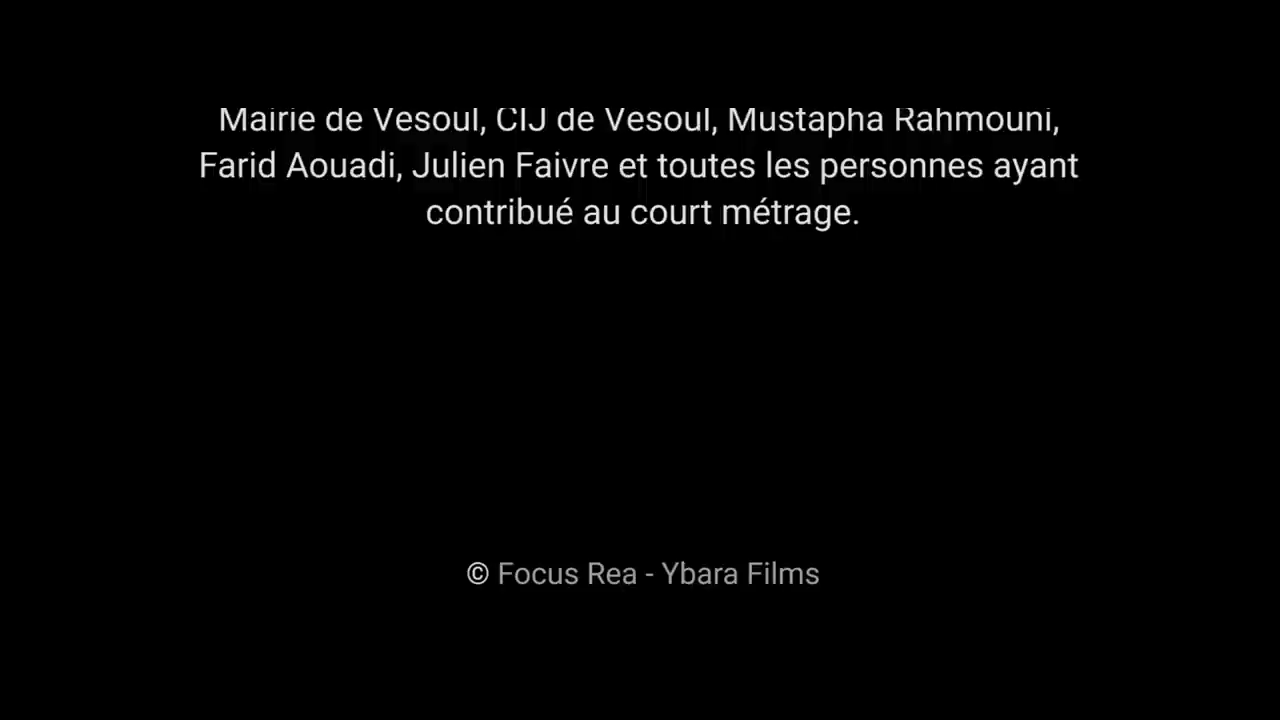 Mairie de Vesoul, CIJ de Vesoul, Mustapha Rahmouni,
Farid Aouadi, Julien Faivre et toutes les personnes ayant
contribué au court métrage.
© Focus Rea - Ybara Films